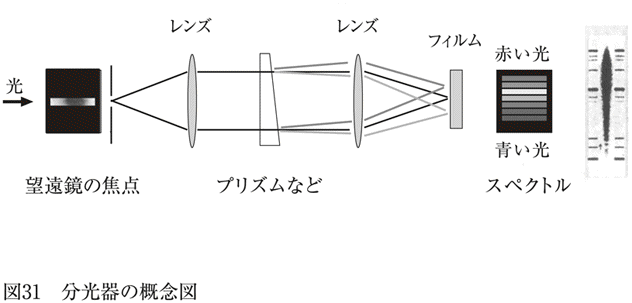 レンズ
レンズ
フィルム
光
赤い光
青い光
望遠鏡の焦点
プリズムなど
スペクトル
図31 分光器の概念図